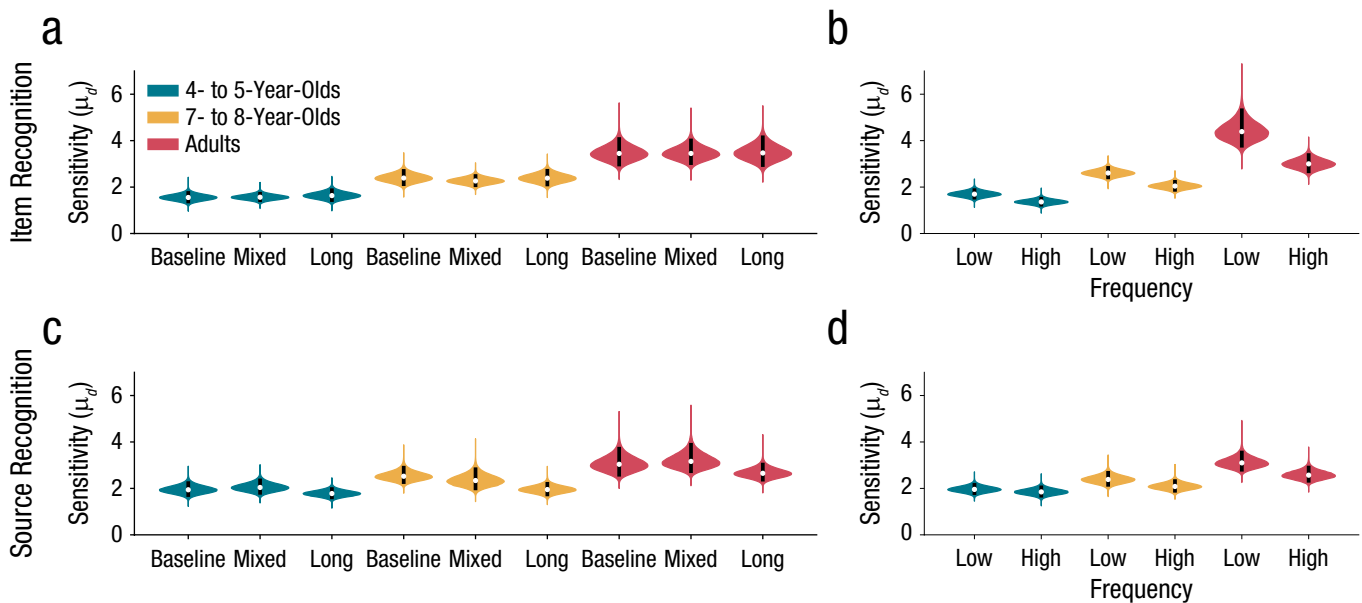 a
Item Recognition
Sensitivity (μd)
6
4
2
0
4- to 5-Year-Olds
7- to 8-Year-Olds
Adults
Baseline Mixed Long Baseline Mixed Long Baseline Mixed Long
b
Sensitivity (μd)
6
4
2
0
Low High Low High Low High
Frequency
c
Source Recognition
Sensitivity (μd)
6
4
2
0
Baseline Mixed Long Baseline Mixed Long Baseline Mixed Long
d
Sensitivity (μd)
6
4
2
0
Low High Low High Low High
Frequency